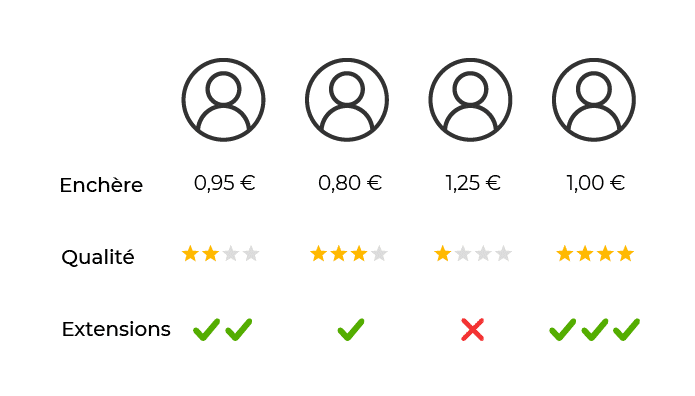 Enchère 0,95 € 0,80 € 1,25 € 1,00 €
Qualité
Extensions